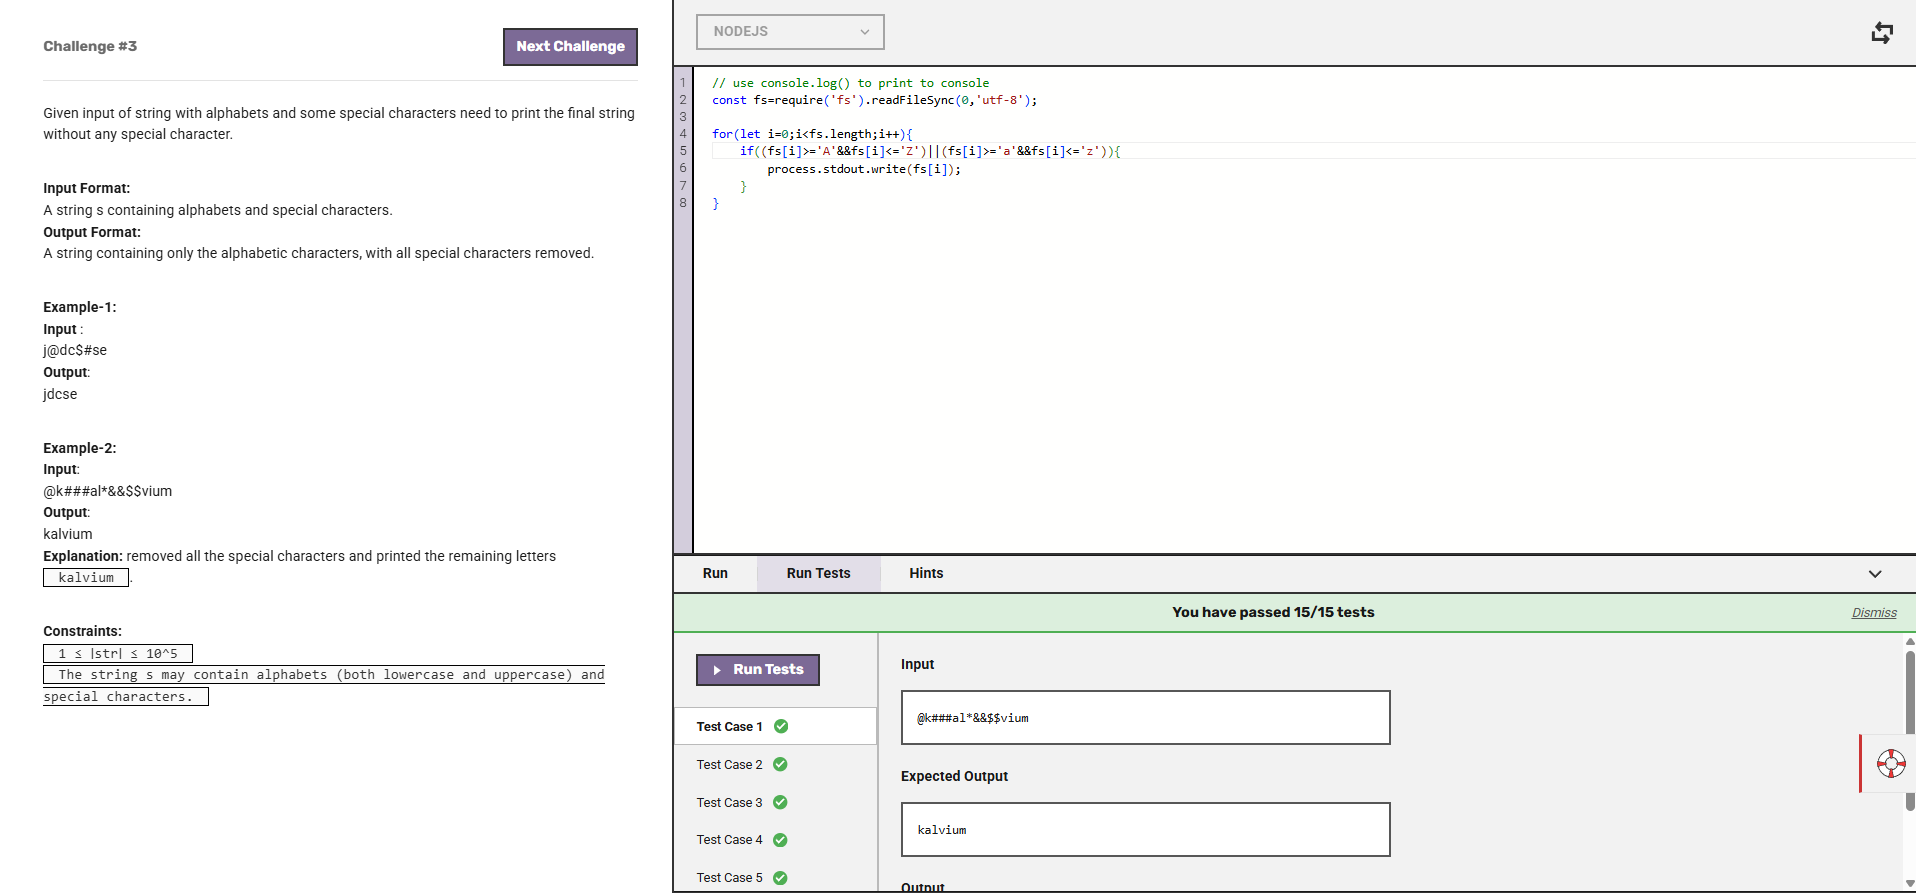 Challenge #3
Next Challenge
Given input of string with alphabets and some special characters need to print the final string
without any special character.
Input Format:
A string s containing alphabets and special characters.
Output Format:
A string containing only the alphabetic characters, with all special characters removed.
Example-1:
Input :
j@dc$#se
Output:
jdcse
Example-2:
Input:
@k###al*&&$$vium
Output:
kalvium
Explanation: removed all the special characters and printed the remaining letters
kalvium.
Constraints:
1 ≤ |str| ≤ 10^5
The string s may contain alphabets (both lowercase and uppercase) and
special characters.
NODEJS
1 // use console.log() to print to console
2 const fs=require('fs').readFileSync(0,'utf-8');
3
4 for(let i=0;i<fs.length;i++){
5     if((fs[i]>='A'&&fs[i]<='Z')||(fs[i]>='a'&&fs[i]<='z')){
6         process.stdout.write(fs[i]);
7     }
8 }
Run
Run Tests
Hints
You have passed 15/15 tests
Dismiss
Run Tests
Test Case 1
Test Case 2
Test Case 3
Test Case 4
Test Case 5
Input
@k###al*&&$$vium
Expected Output
kalvium
Output